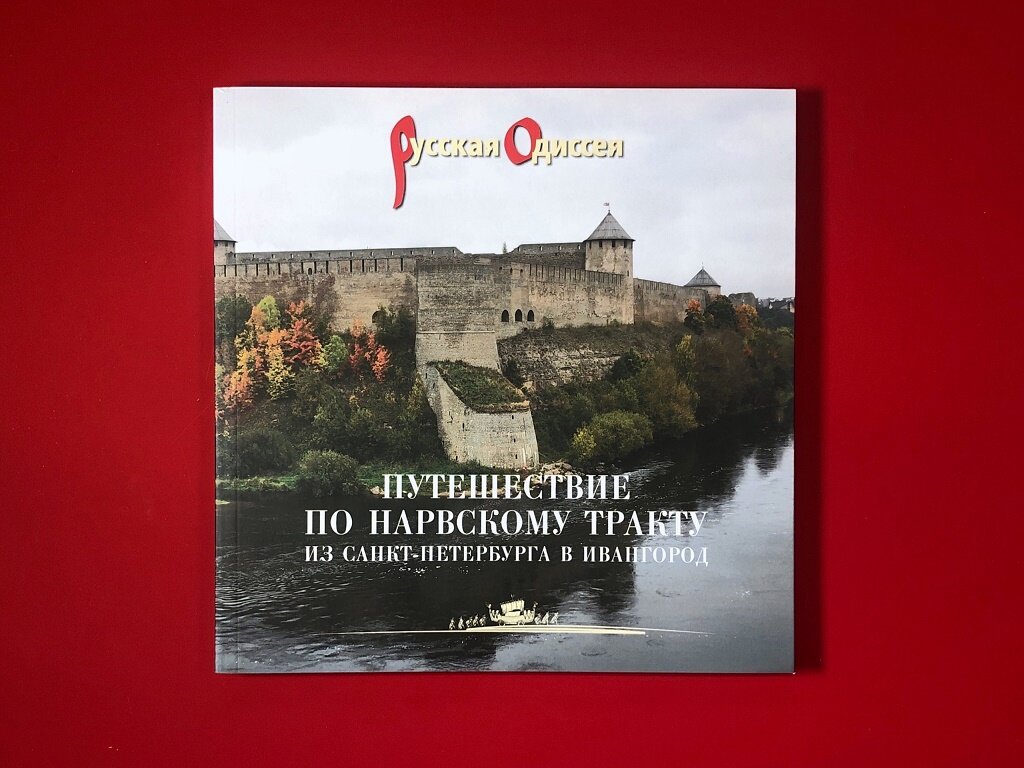 Русская Одиссея
ПУТЕШЕСТВИЕ
ПО НАРВСКОМУ ТРАКТУ
ИЗ САНКТ-ПЕТЕРБУРГА В ИВАНГОРОД